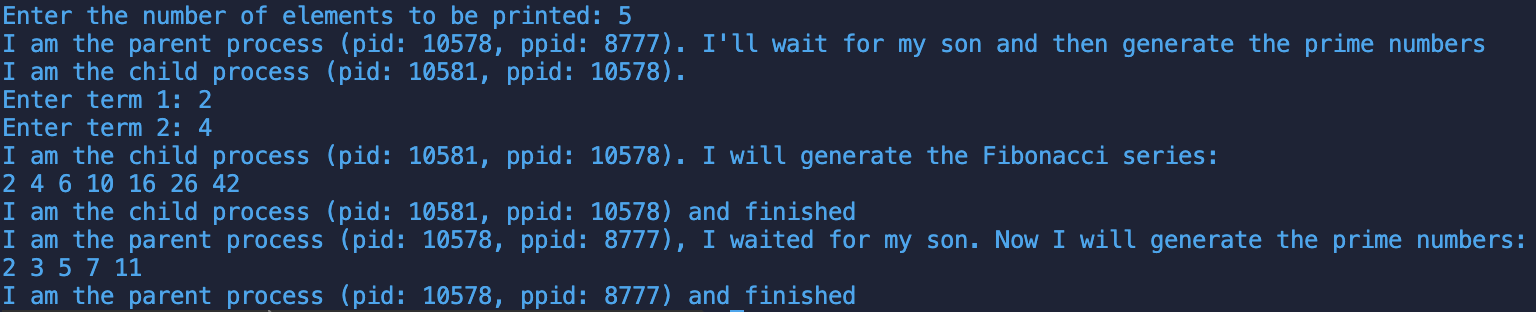 Enter the number of elements to be printed: 5
I am the parent process (pid: 10578, ppid: 8777). I'll wait for my son and then generate the prime numbers
I am the child process (pid: 10581, ppid: 10578).
Enter term 1: 2
Enter term 2: 4
I am the child process (pid: 10581, ppid: 10578). I will generate the Fibonacci series:
2 4 6 10 16 26 42
I am the child process (pid: 10581, ppid: 10578) and finished
I am the parent process (pid: 10578, ppid: 8777), I waited for my son. Now I will generate the prime numbers:
2 3 5 7 11
I am the parent process (pid: 10578, ppid: 8777) and finished